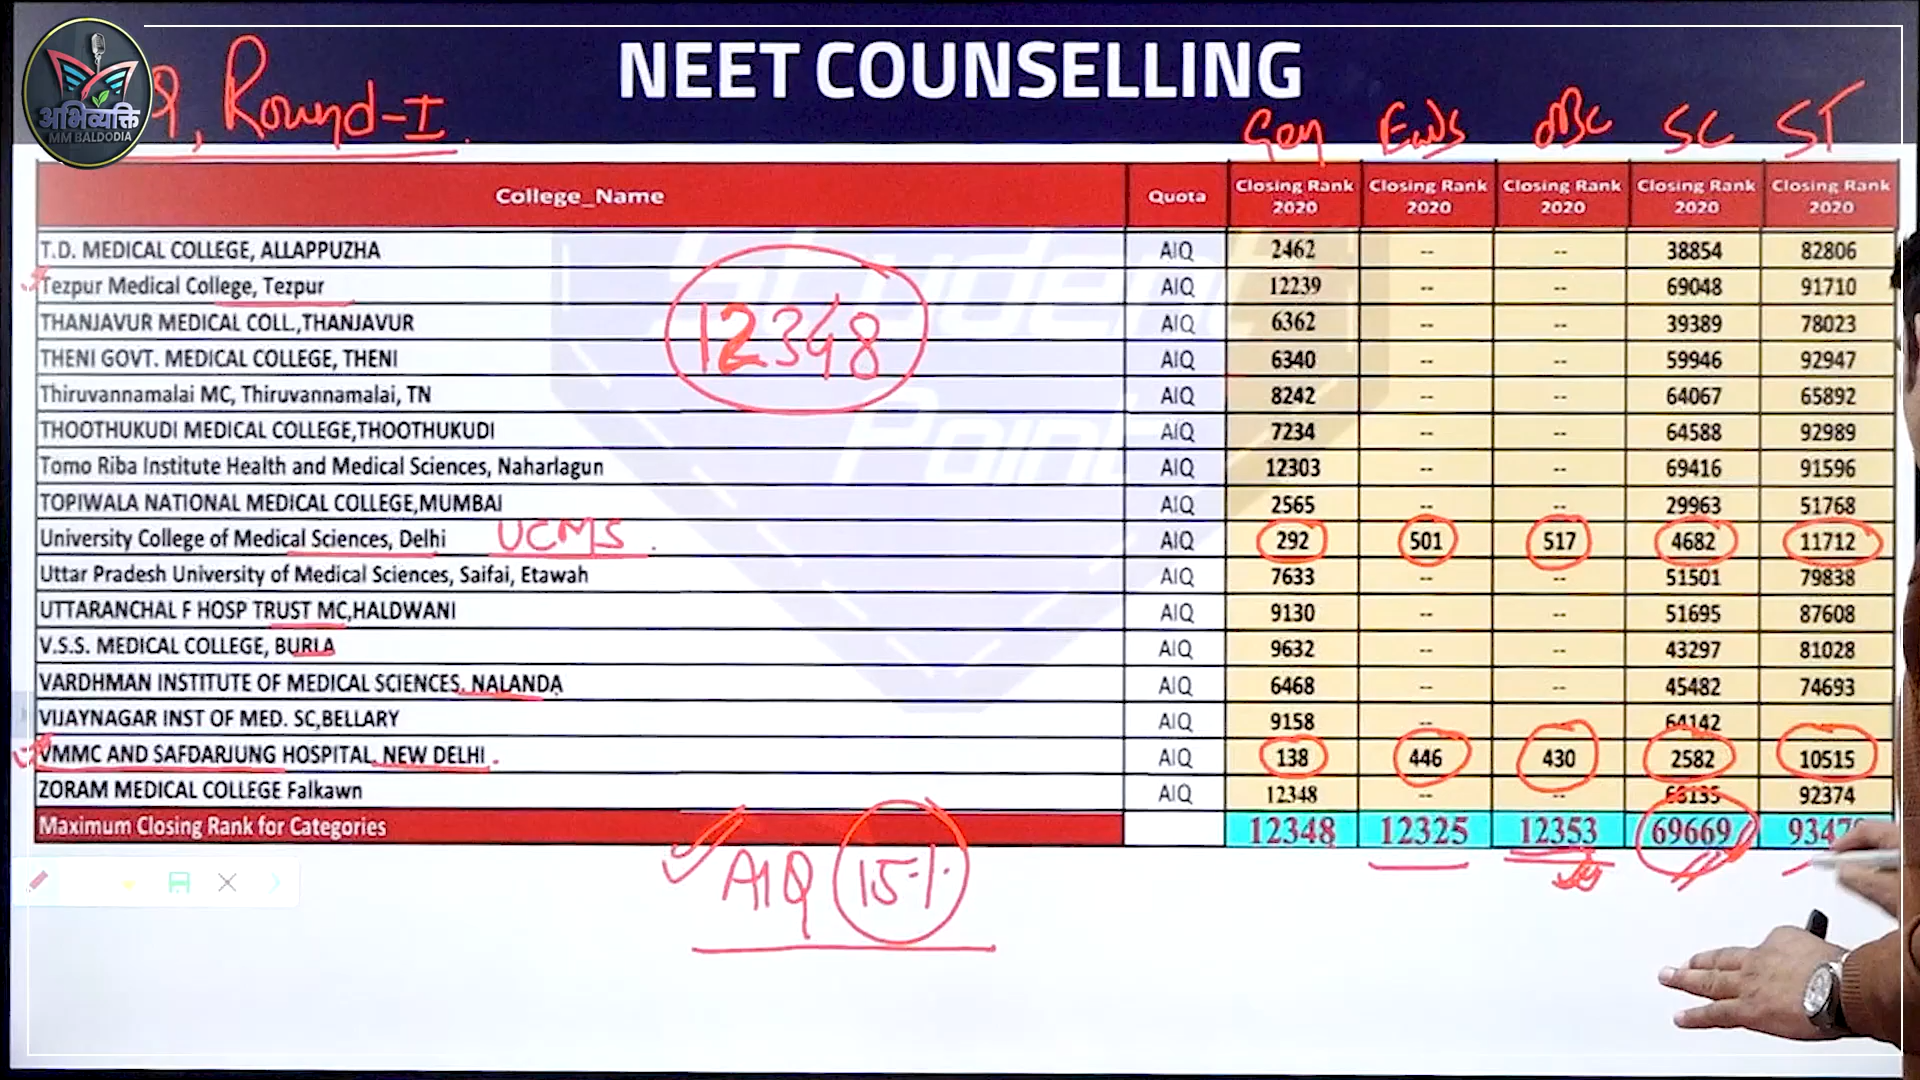 NEET COUNSELLING
अभिव्यक्ति
MM BALDODIA
Q, Round-I.
Gen EWS OBC SC ST
College_Name Quota Closing Rank 2020 Closing Rank 2020 Closing Rank 2020 Closing Rank 2020 Closing Rank 2020
T.D. MEDICAL COLLEGE, ALLAPPUZHA AIQ 2462 -- -- 38854 82806
Tezpur Medical College, Tezpur AIQ 12239 -- -- 69048 91710
THANJAVUR MEDICAL COLL.,THANJAVUR AIQ 6362 -- -- 39389 78023
12348
THENI GOVT. MEDICAL COLLEGE, THENI AIQ 6340 -- -- 59946 92947
Thiruvannamalai MC, Thiruvannamalai, TN AIQ 8242 -- -- 64067 65892
THOOTHUKUDI MEDICAL COLLEGE,THOOTHUKUDI AIQ 7234 -- -- 64588 92989
Tomo Riba Institute Health and Medical Sciences, Naharlagun AIQ 12303 -- -- 69416 91596
TOPIWALA NATIONAL MEDICAL COLLEGE,MUMBAI AIQ 2565 -- -- 29963 51768
University College of Medical Sciences, Delhi UCMS. AIQ 292 501 517 4682 11712
Uttar Pradesh University of Medical Sciences, Saifai, Etawah AIQ 7633 -- -- 51501 79838
UTTARANCHAL F HOSP TRUST MC,HALDWANI AIQ 9130 -- -- 51695 87608
V.S.S. MEDICAL COLLEGE, BURLA AIQ 9632 -- -- 43297 81028
VARDHMAN INSTITUTE OF MEDICAL SCIENCES, NALANDA AIQ 6468 -- -- 45482 74693
VIJAYNAGAR INST OF MED. SC,BELLARY AIQ 9158 -- -- 64142
VMMC AND SAFDARJUNG HOSPITAL, NEW DELHI AIQ 138 446 430 2582 10515
ZORAM MEDICAL COLLEGE Falkawn AIQ 12348 -- -- 63135 92374
Maximum Closing Rank for Categories 12348 12325 12353 69669
AIQ 15%
Student
Point